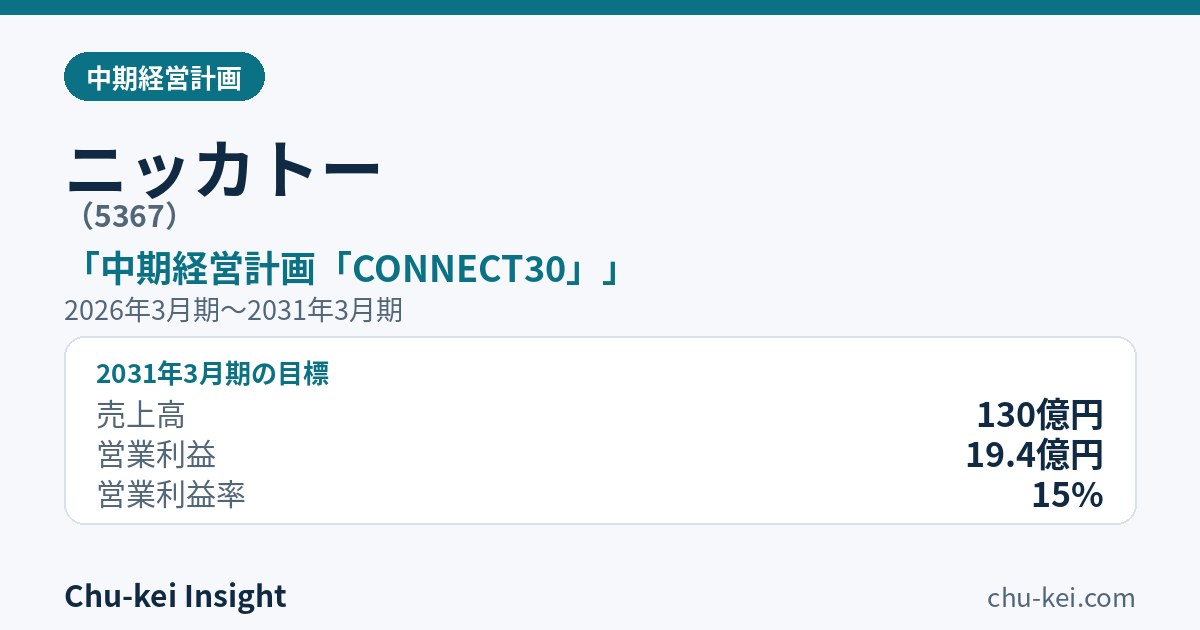 中期経営計画
ニッカトー
（5367）
「中期経営計画「CONNECT30」」
2026年3月期～2031年3月期
2031年3月期の目標
売上高 130億円
営業利益 19.4億円
営業利益率 15%
Chu-kei Insight chu-kei.com